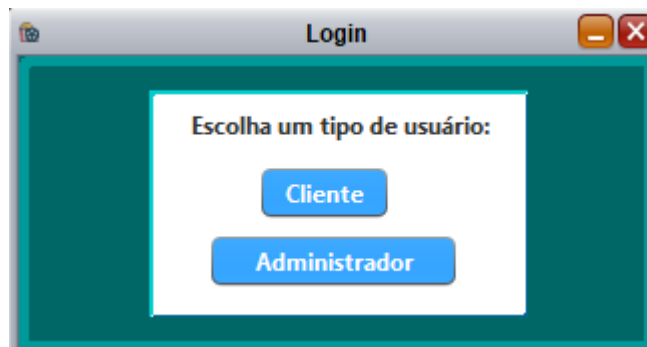 Login
Escolha um tipo de usuário:
Cliente
Administrador